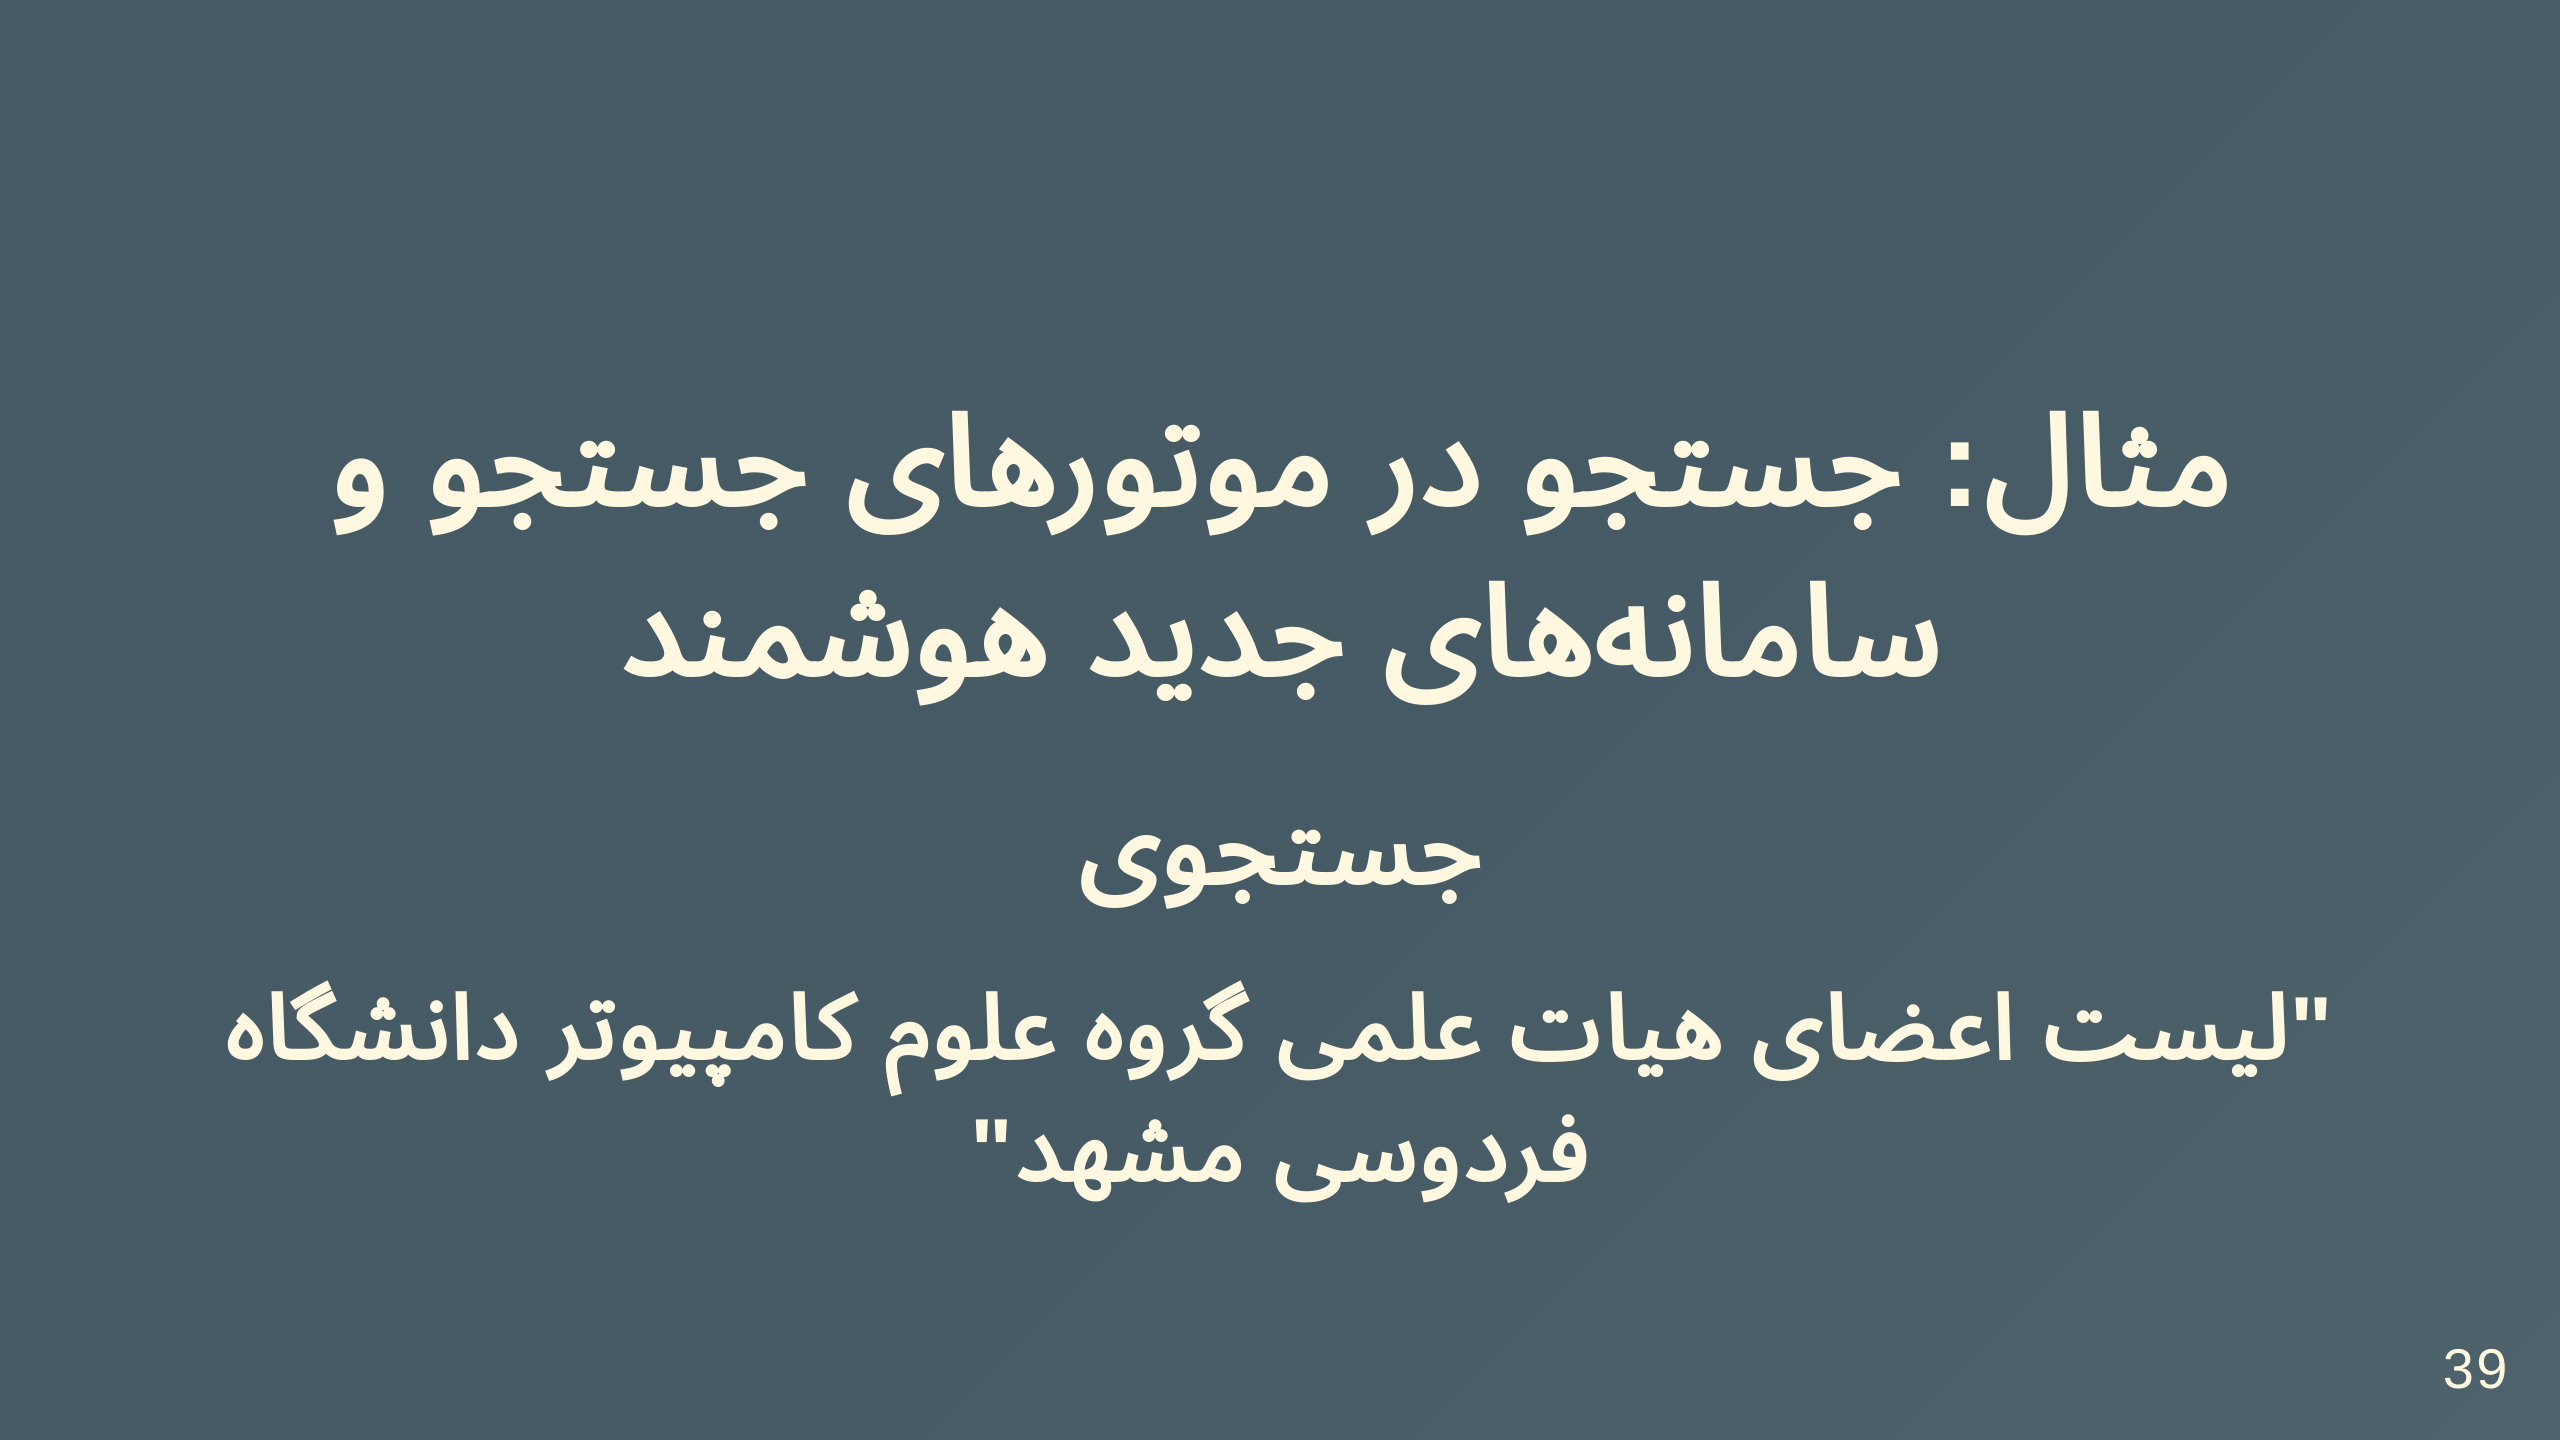 مثال: جستجو در موتورهای جستجو و
سامانه‌های جدید هوشمند
جستجوی
"لیست اعضای هیات علمی گروه علوم کامپیوتر دانشگاه
فردوسی مشهد"
39